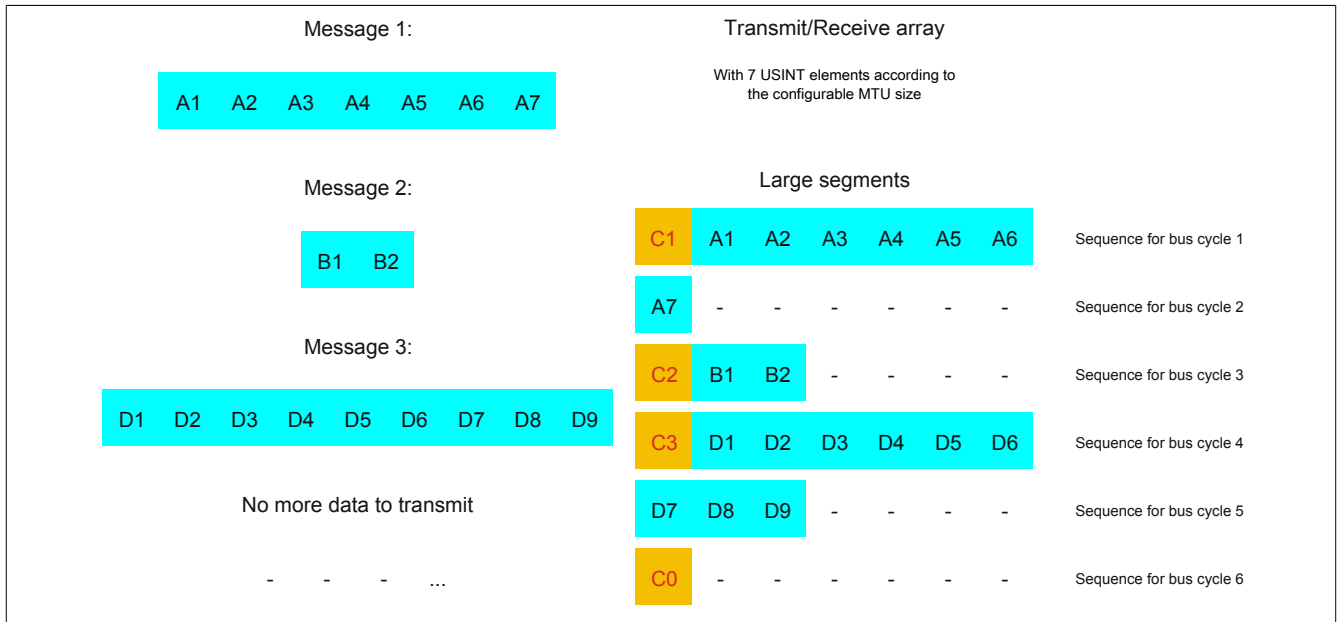 Message 1:
A1 A2 A3 A4 A5 A6 A7
Message 2:
B1 B2
Message 3:
D1 D2 D3 D4 D5 D6 D7 D8 D9
No more data to transmit
- - - ...
Transmit/Receive array
With 7 USINT elements according to
the configurable MTU size
Large segments
C1 A1 A2 A3 A4 A5 A6 Sequence for bus cycle 1
A7 - - - - - - Sequence for bus cycle 2
C2 B1 B2 - - - - Sequence for bus cycle 3
C3 D1 D2 D3 D4 D5 D6 Sequence for bus cycle 4
D7 D8 D9 - - - - Sequence for bus cycle 5
C0 - - - - - - Sequence for bus cycle 6